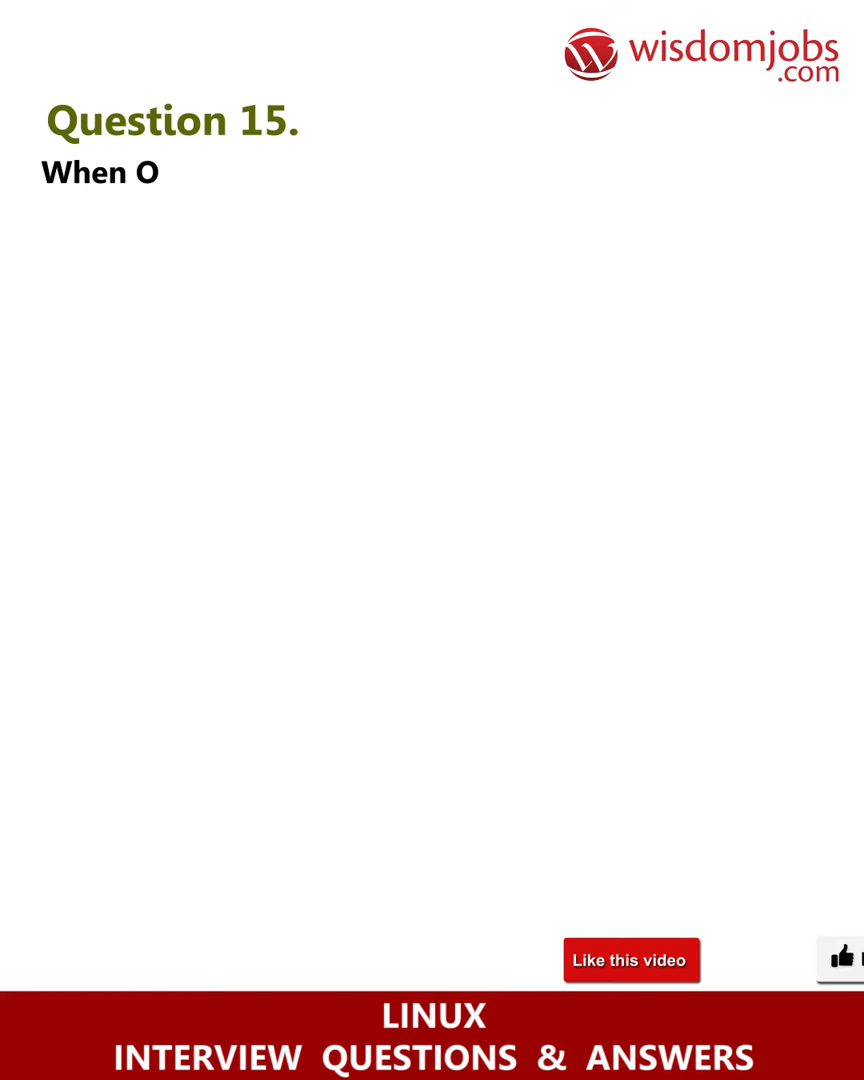 wisdomjobs
.com
Question 15.
When O
Like this video
LINUX
INTERVIEW QUESTIONS & ANSWERS